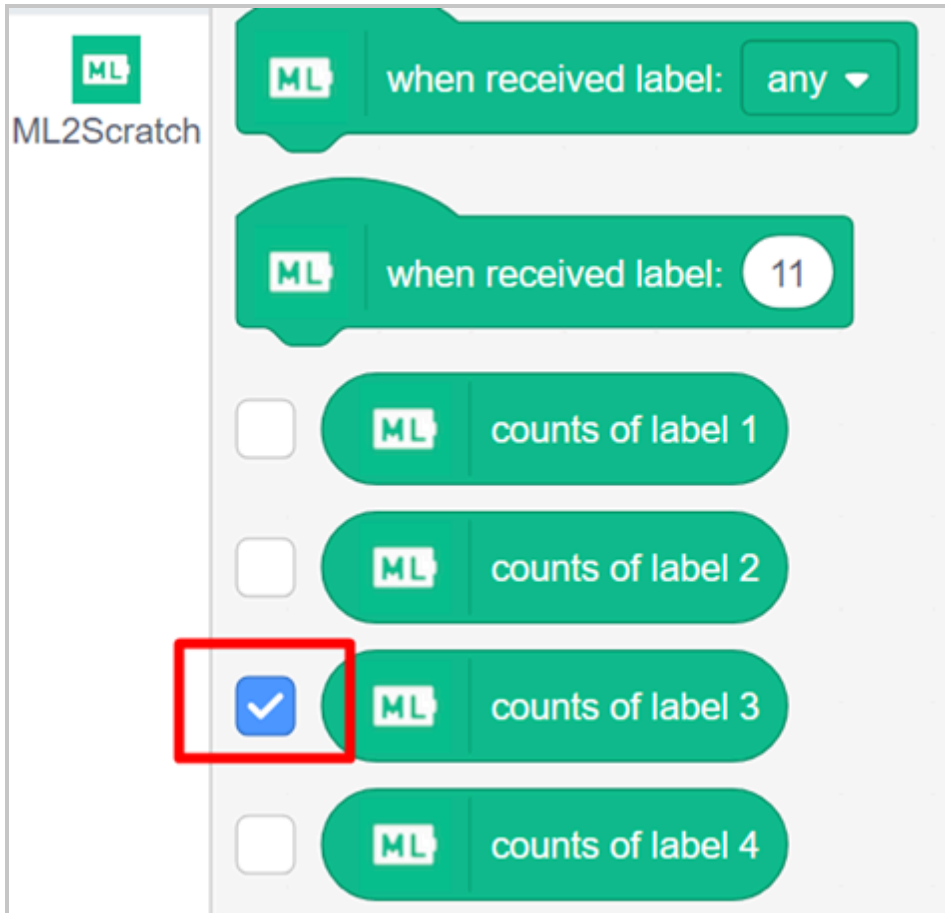 ML
ML2Scratch
ML when received label: any
ML when received label: 11
ML counts of label 1
ML counts of label 2
ML counts of label 3
ML counts of label 4